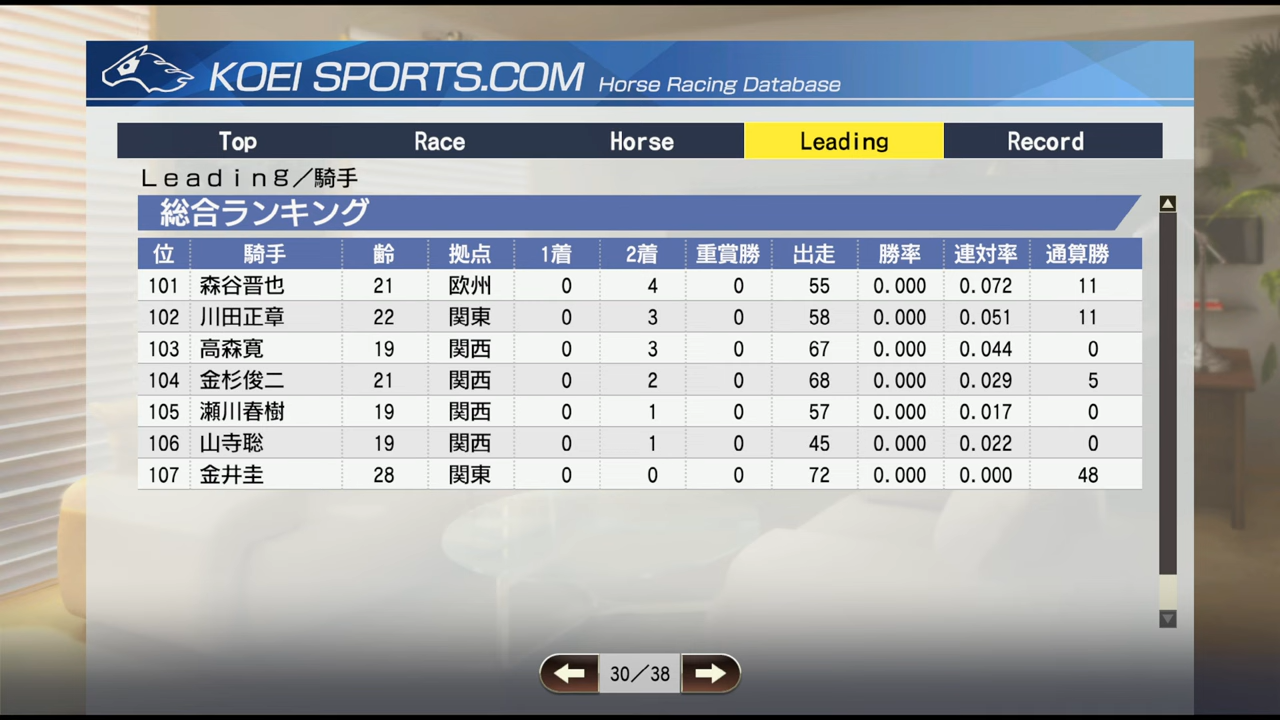 KOEI SPORTS.COM Horse Racing Database
Top Race Horse Leading Record
Leading／騎手
総合ランキング
位 騎手 齢 拠点 1着 2着 重賞勝 出走 勝率 連対率 通算勝
101 森谷晋也 21 欧州 0 4 0 55 0.000 0.072 11
102 川田正章 22 関東 0 3 0 58 0.000 0.051 11
103 高森寛 19 関西 0 3 0 67 0.000 0.044 0
104 金杉俊二 21 関西 0 2 0 68 0.000 0.029 5
105 瀬川春樹 19 関西 0 1 0 57 0.000 0.017 0
106 山寺聡 19 関西 0 1 0 45 0.000 0.022 0
107 金井圭 28 関東 0 0 0 72 0.000 0.000 48
30／38